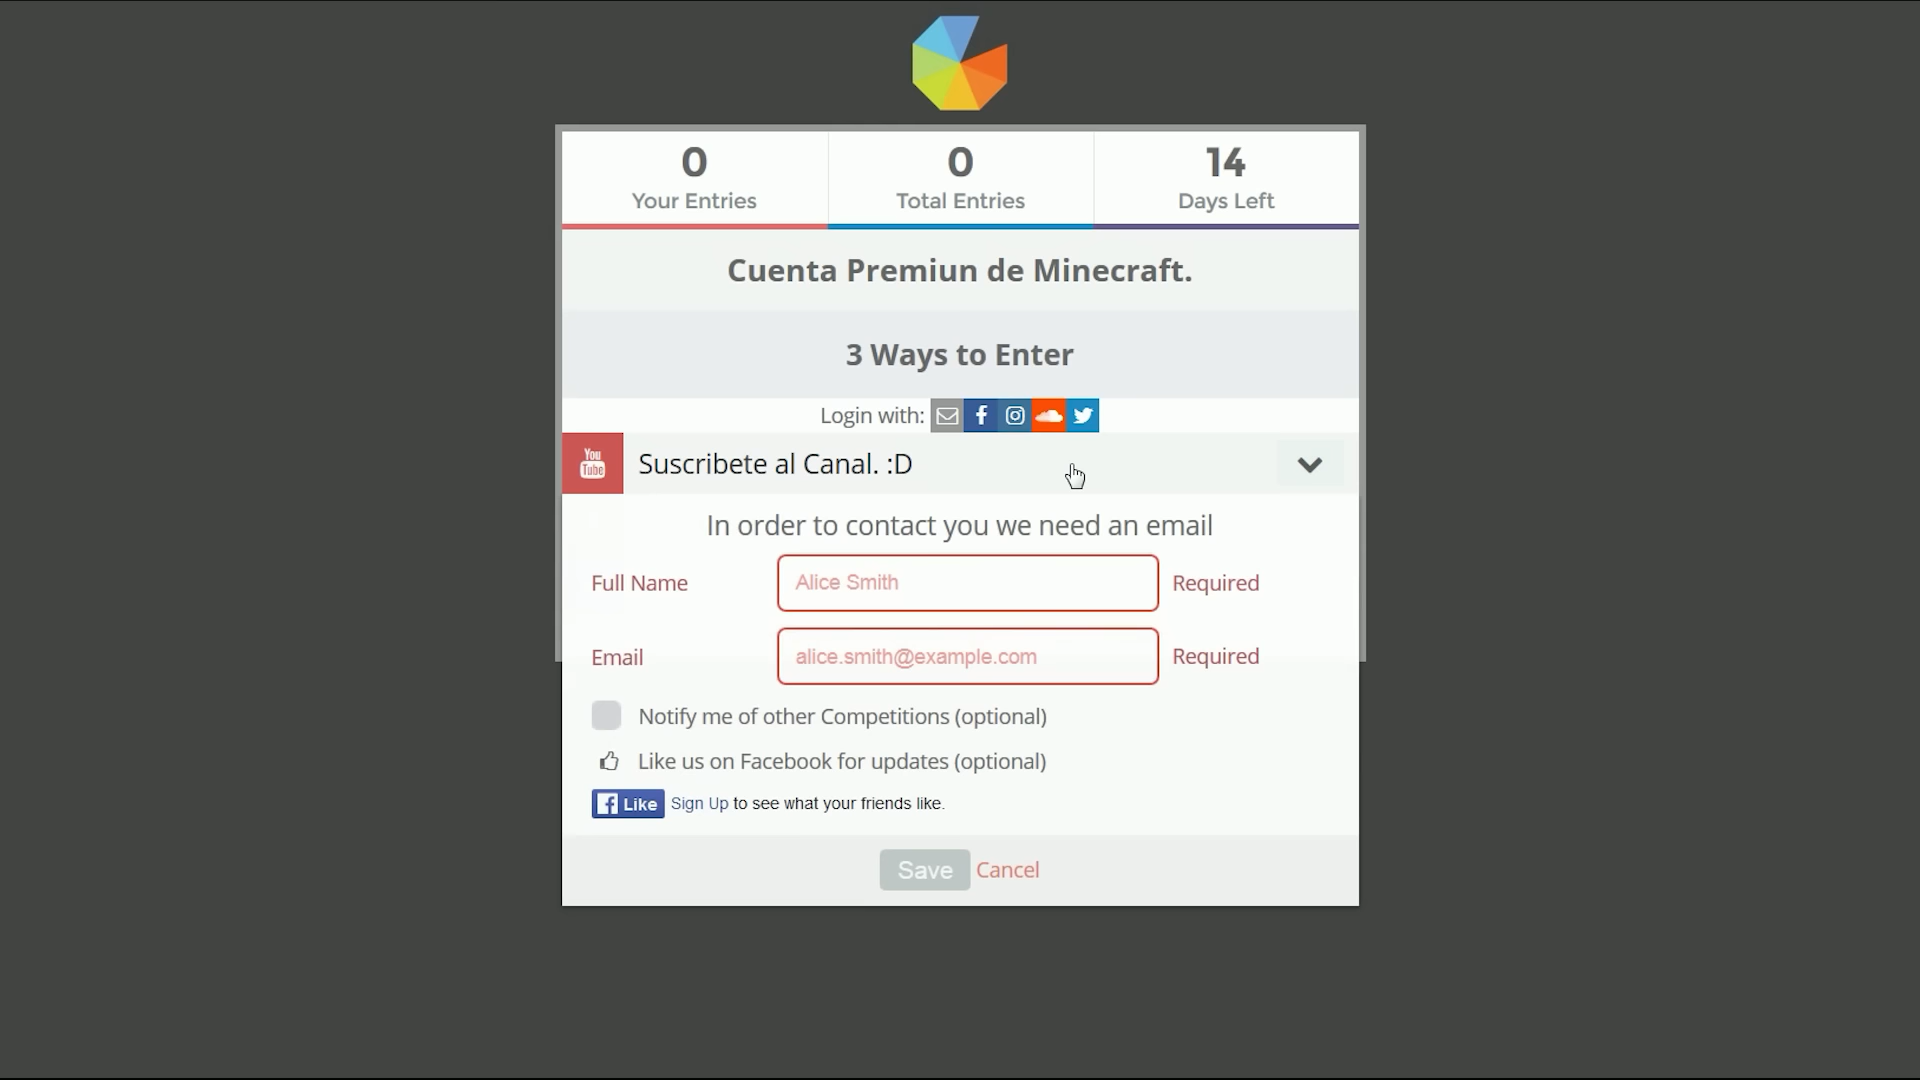 0
Your Entries
0
Total Entries
14
Days Left
Cuenta Premiun de Minecraft.
3 Ways to Enter
Login with:
You Tube
Suscribete al Canal. :D
In order to contact you we need an email
Full Name
Alice Smith
Required
Email
alice.smith@example.com
Required
Notify me of other Competitions (optional)
Like us on Facebook for updates (optional)
Like Sign Up to see what your friends like.
Save Cancel